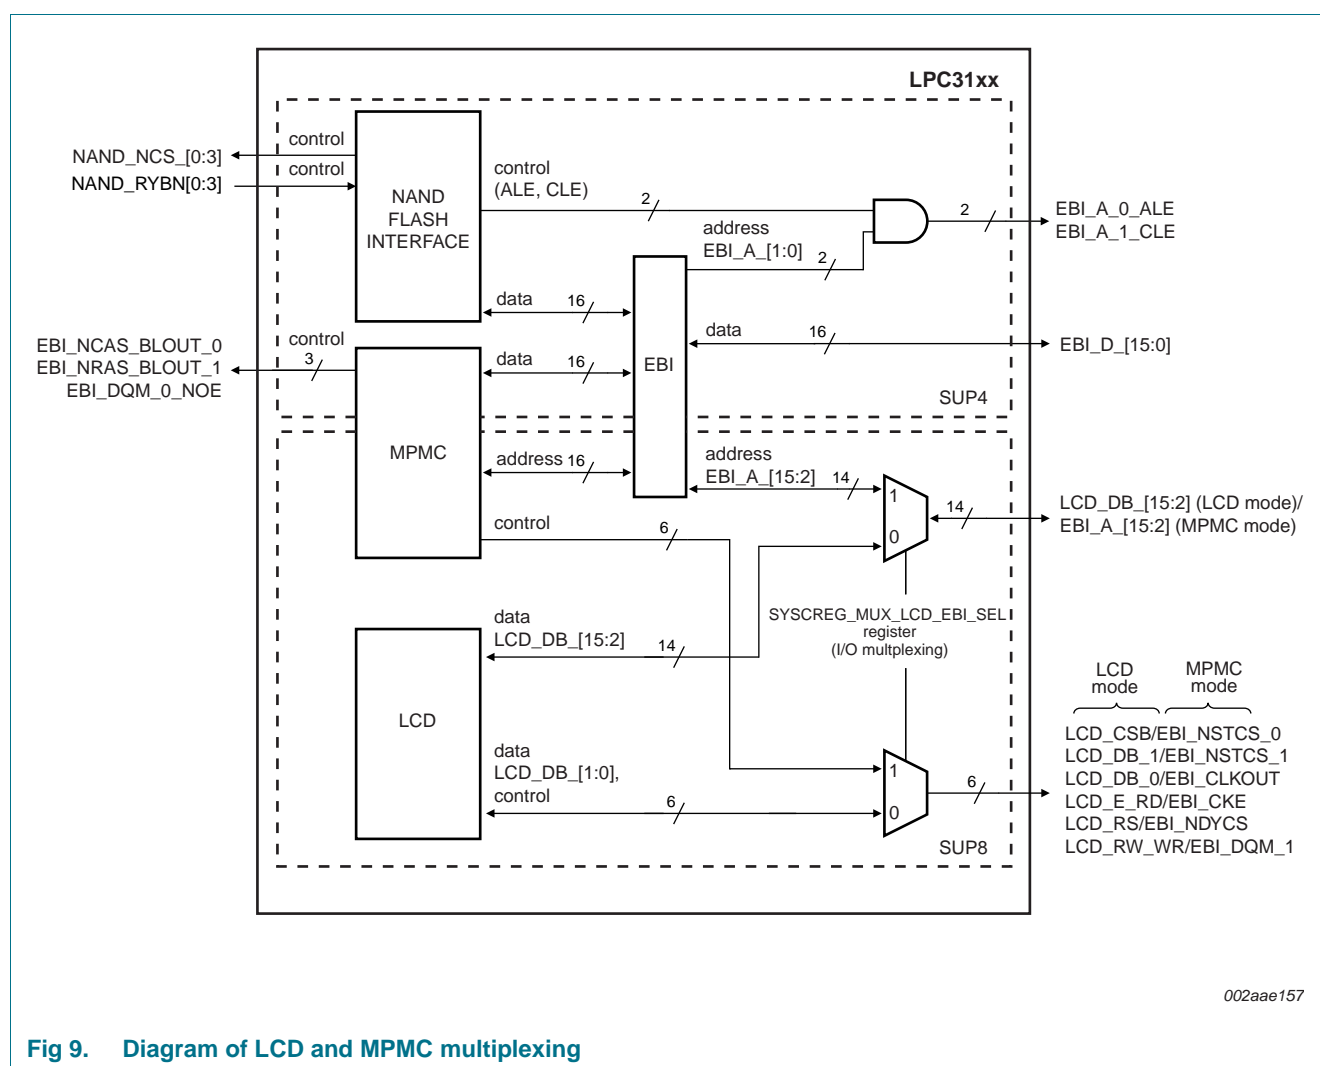 LPC31xx
NAND_NCS_[0:3]
NAND_RYBN[0:3]
control
control
NAND
FLASH
INTERFACE
control
(ALE, CLE)
2
address
EBI_A_[1:0]
2
2
EBI_A_0_ALE
EBI_A_1_CLE
data
16
EBI_NCAS_BLOUT_0
EBI_NRAS_BLOUT_1
EBI_DQM_0_NOE
control
3
data
16
EBI
data
16
EBI_D_[15:0]
SUP4
MPMC
address
16
address
EBI_A_[15:2]
14
1
0
14
LCD_DB_[15:2] (LCD mode)/
EBI_A_[15:2] (MPMC mode)
control
6
SYSCREG_MUX_LCD_EBI_SEL
register
(I/O multplexing)
data
LCD_DB_[15:2]
14
LCD
data
LCD_DB_[1:0],
control
6
1
0
6
SUP8
LCD
mode
MPMC
mode
LCD_CSB/EBI_NSTCS_0
LCD_DB_1/EBI_NSTCS_1
LCD_DB_0/EBI_CLKOUT
LCD_E_RD/EBI_CKE
LCD_RS/EBI_NDYCS
LCD_RW_WR/EBI_DQM_1
002aae157
Fig 9. Diagram of LCD and MPMC multiplexing